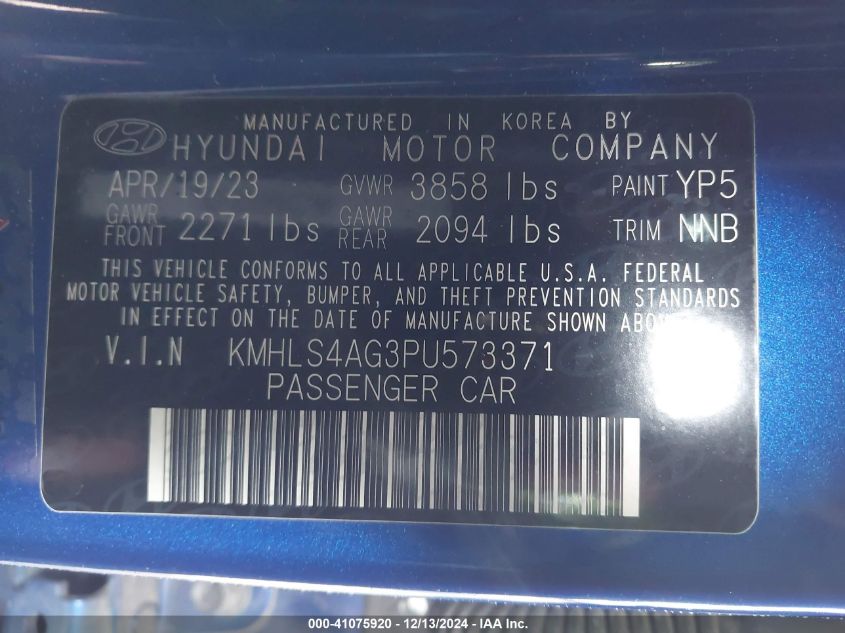 MANUFACTURED IN KOREA BY
HYUNDAI MOTOR COMPANY
APR/19/23 GVWR 3858 lbs PAINT YP5
GAWR FRONT 2271 lbs GAWR REAR 2094 lbs TRIM NNB
THIS VEHICLE CONFORMS TO ALL APPLICABLE U.S.A. FEDERAL
MOTOR VEHICLE SAFETY, BUMPER, AND THEFT PREVENTION STANDARDS
IN EFFECT ON THE DATE OF MANUFACTURE SHOWN ABOVE
V.I.N KMHLS4AG3PU573371
PASSENGER CAR
000-41075920 - 12/13/2024 - IAA Inc.